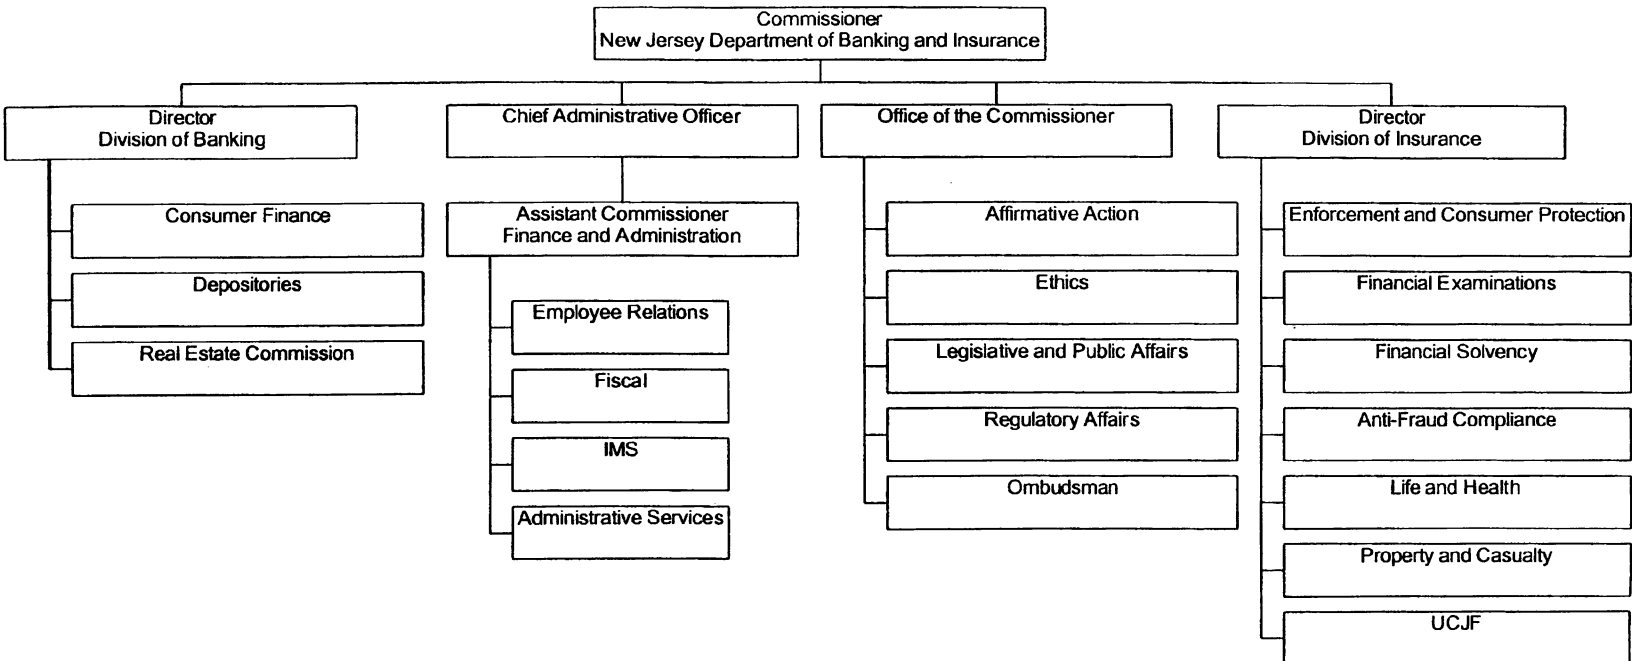 Commissioner
New Jersey Department of Banking and Insurance
Director
Division of Banking
Chief Administrative Officer
Office of the Commissioner
Director
Division of Insurance
Consumer Finance
Depositories
Real Estate Commission
Assistant Commissioner
Finance and Administration
Employee Relations
Fiscal
IMS
Administrative Services
Affirmative Action
Ethics
Legislative and Public Affairs
Regulatory Affairs
Ombudsman
Enforcement and Consumer Protection
Financial Examinations
Financial Solvency
Anti-Fraud Compliance
Life and Health
Property and Casualty
UCJF